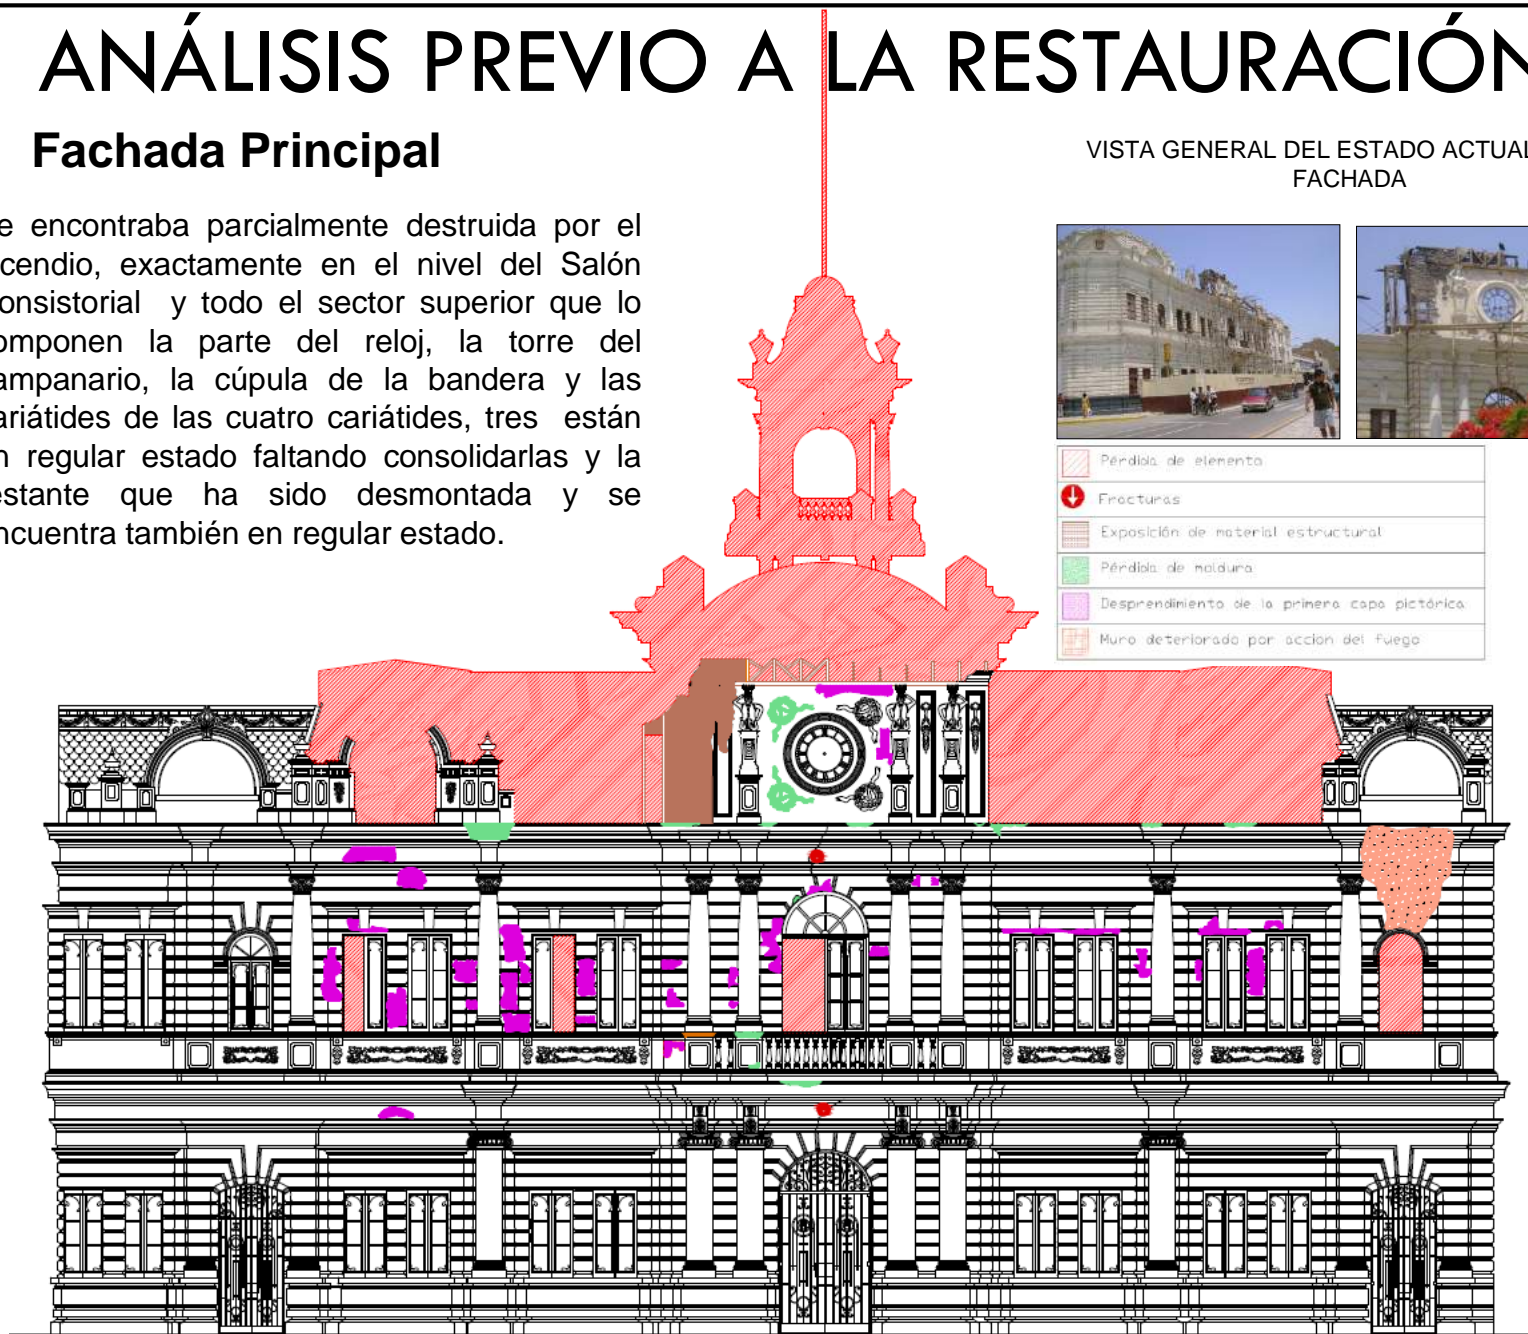 ANÁLISIS PREVIO A LA RESTAURACIÓN
Fachada Principal
e encontraba parcialmente destruida por el
cendio, exactamente en el nivel del Salón
onsistorial y todo el sector superior que lo
omponen la parte del reloj, la torre del
ampanario, la cúpula de la bandera y las
ariátides de las cuatro cariátides, tres están
n regular estado faltando consolidarlas y la
estante que ha sido desmontada y se
ncuentra también en regular estado.
VISTA GENERAL DEL ESTADO ACTUAL
FACHADA
Pérdida de elemento
Fracturas
Exposición de material estructural
Pérdida de moldura
Desprendimiento de la primera capa pictórica
Muro deteriorado por accion del fuego